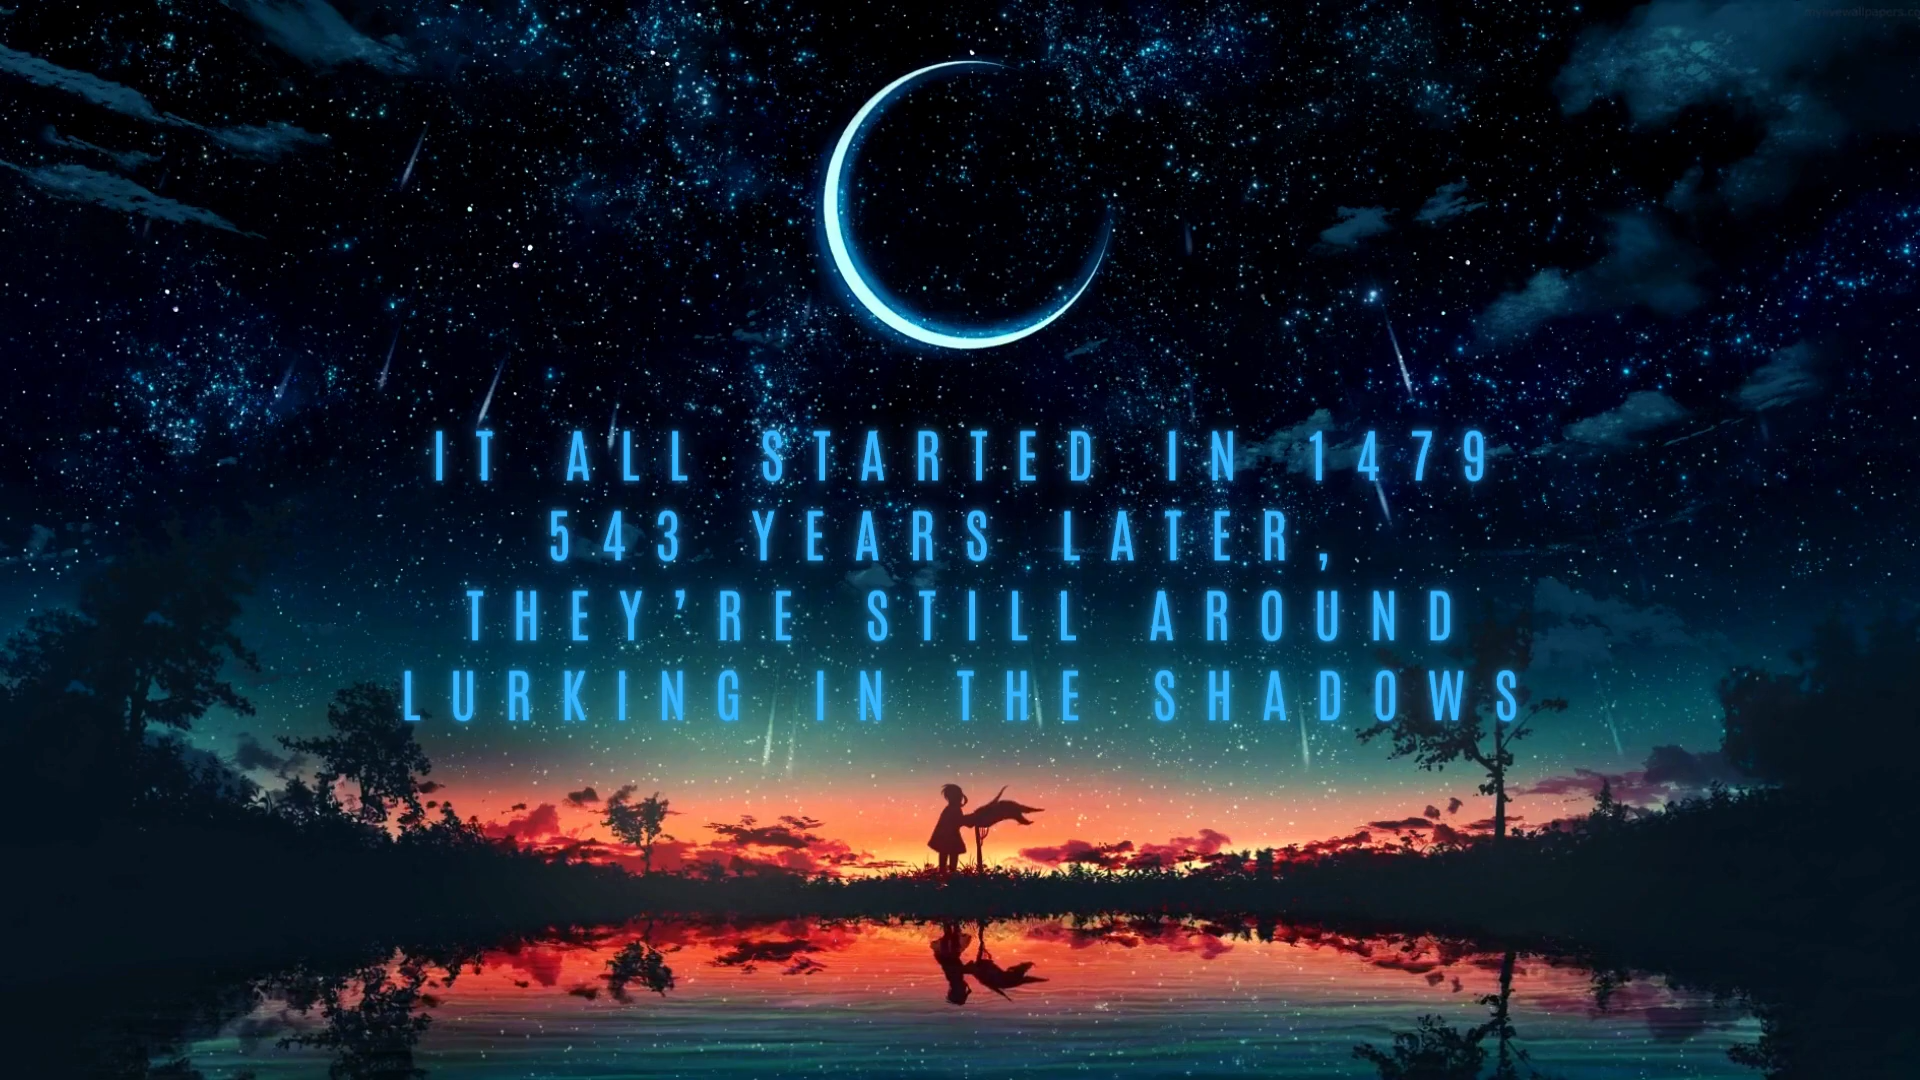 IT ALL STARTED IN 1479
543 YEARS LATER,
THEY’RE STILL AROUND
LURKING IN THE SHADOWS